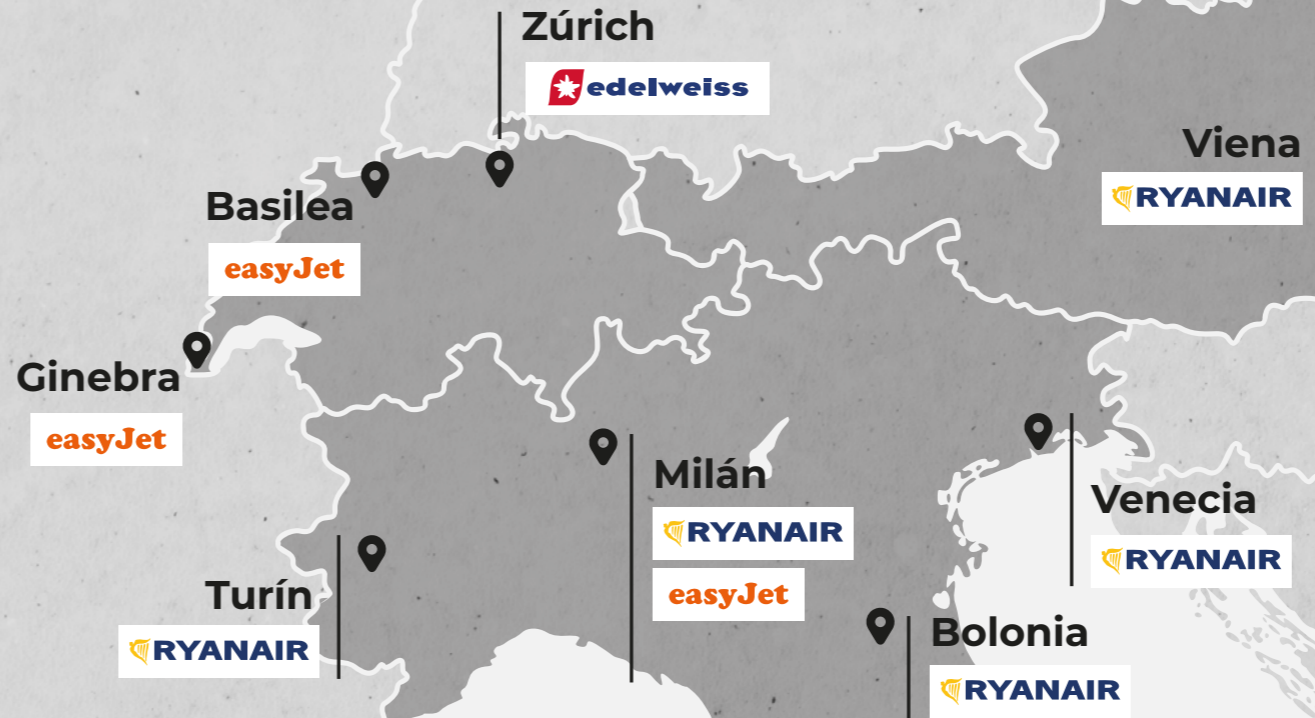 Zúrich
edelweiss
Viena
RYANAIR
Basilea
easyJet
Ginebra
easyJet
Milán
RYANAIR
easyJet
Venecia
RYANAIR
Turín
RYANAIR
Bolonia
RYANAIR